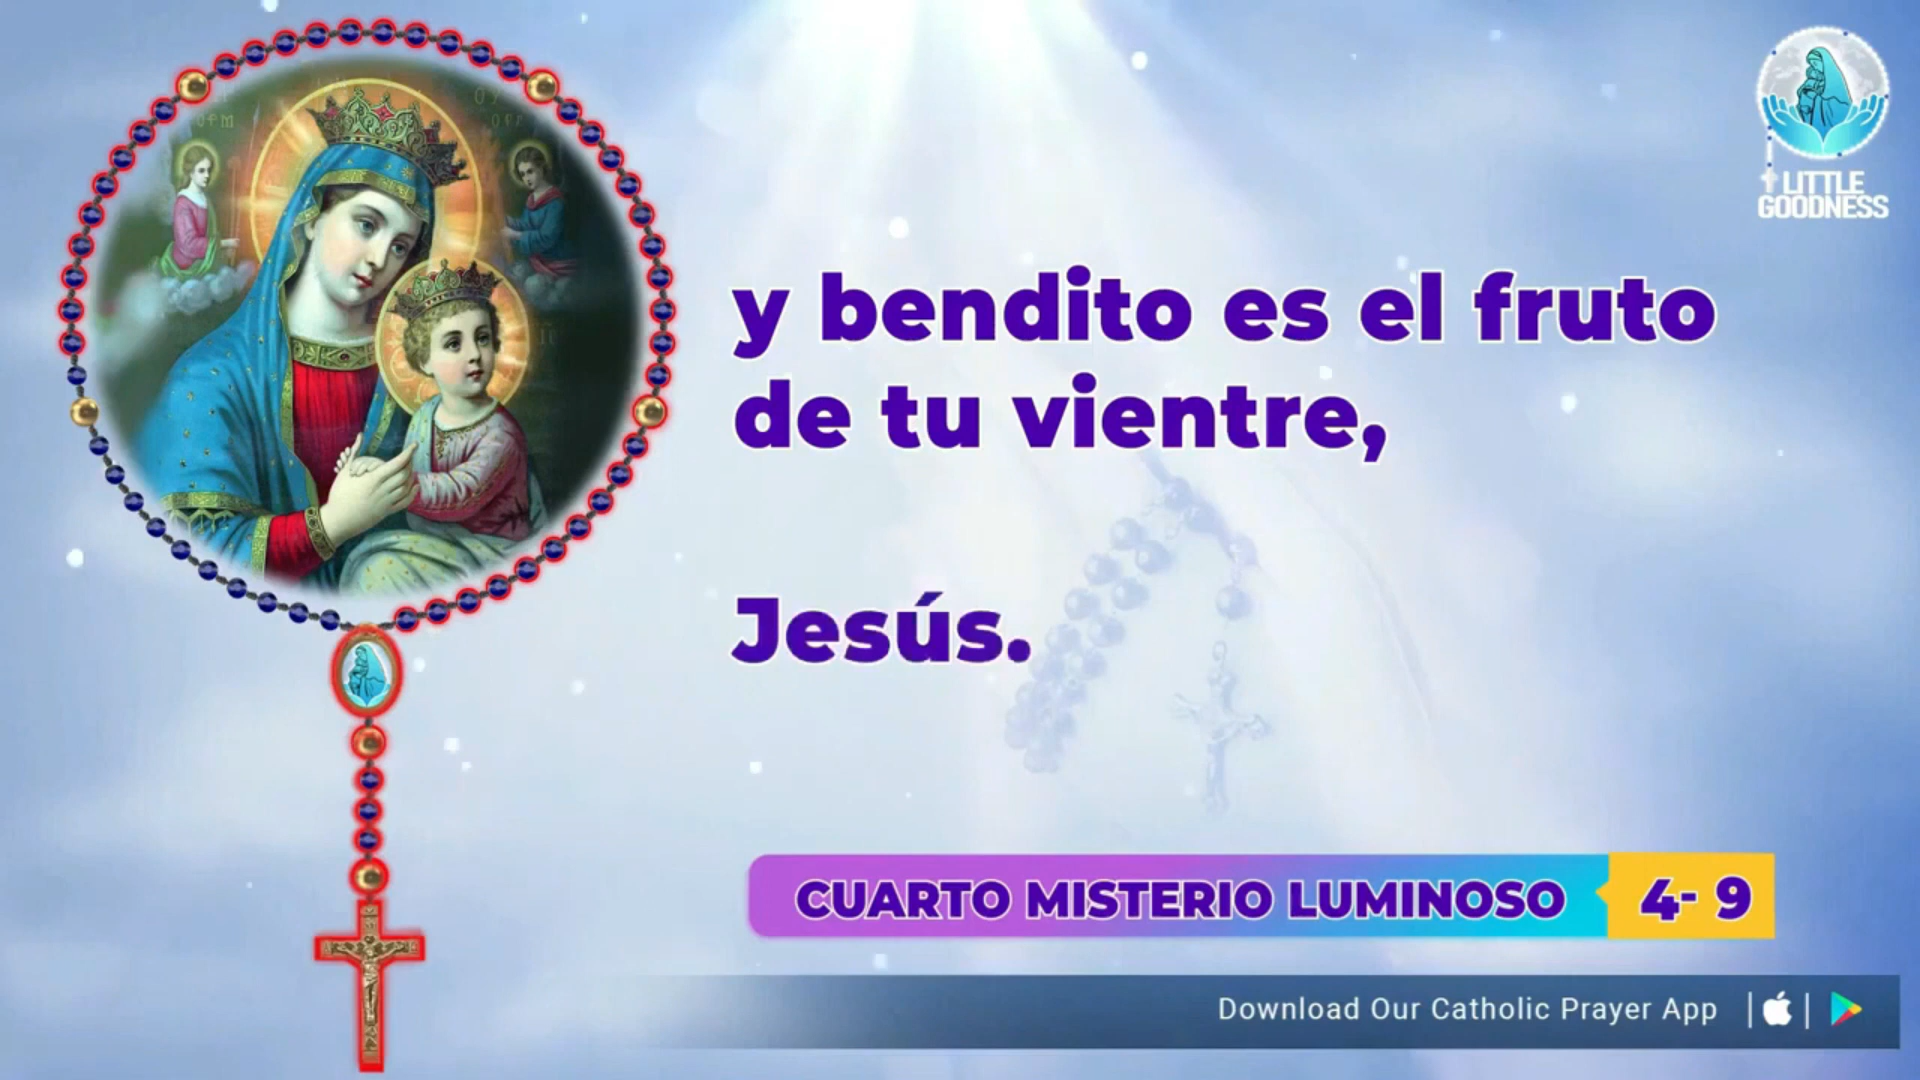 LITTLE
GOODNESS
y bendito es el fruto
de tu vientre,
Jesús.
CUARTO MISTERIO LUMINOSO 4- 9
Download Our Catholic Prayer App